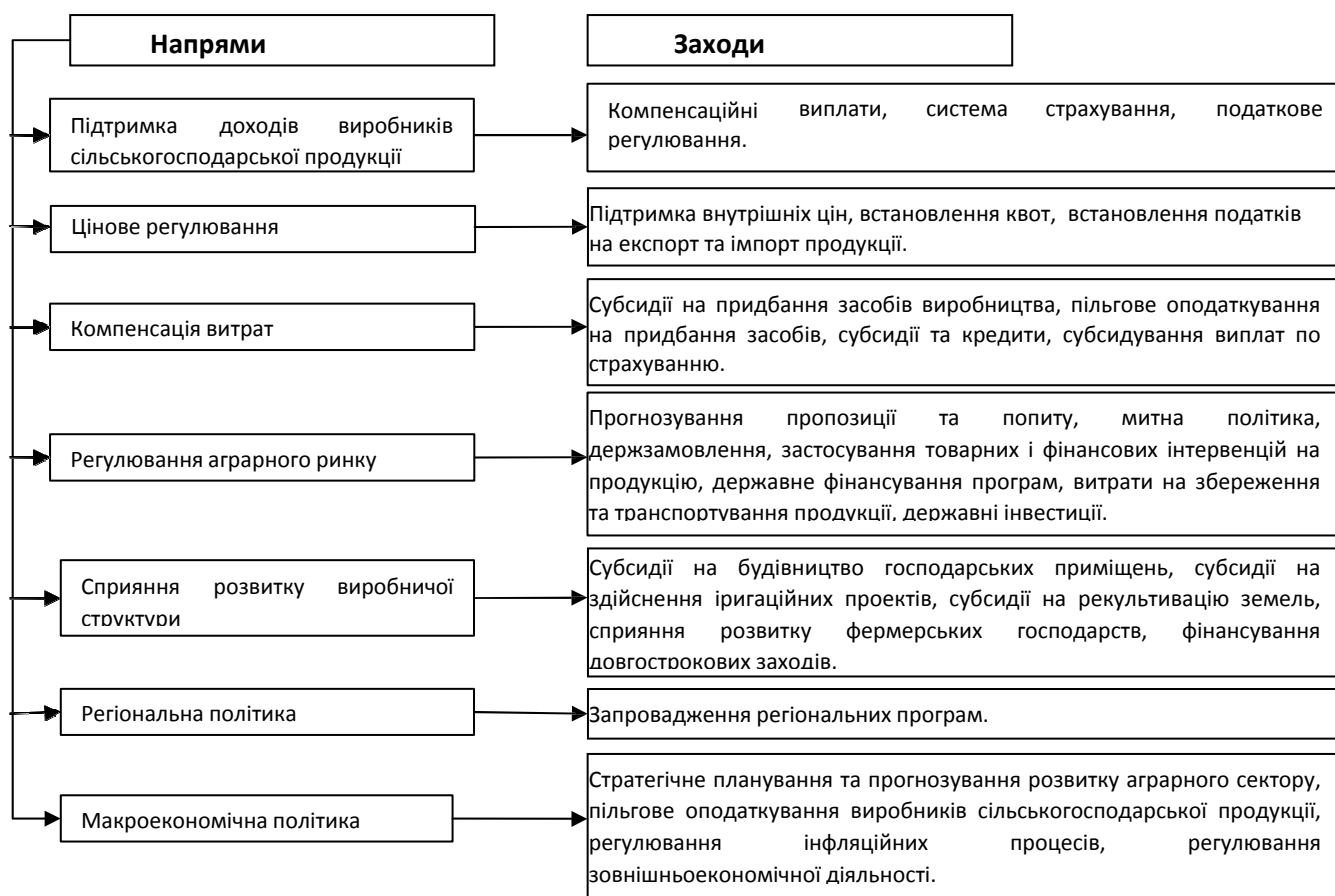 Напрями
Заходи
Підтримка доходів виробників
сільськогосподарської продукції
Компенсаційні виплати, система страхування, податкове
регулювання.
Цінове регулювання
Підтримка внутрішніх цін, встановлення квот, встановлення податків
на експорт та імпорт продукції.
Компенсація витрат
Субсидії на придбання засобів виробництва, пільгове оподаткування
на придбання засобів, субсидії та кредити, субсидування виплат по
страхуванню.
Регулювання аграрного ринку
Прогнозування пропозиції та попиту, митна політика,
держзамовлення, застосування товарних і фінансових інтервенцій на
продукцію, державне фінансування програм, витрати на збереження
та транспортування продукції, державні інвестиції.
Сприяння розвитку виробничої
структури
Субсидії на будівництво господарських приміщень, субсидії на
здійснення іригаційних проектів, субсидії на рекультивацію земель,
сприяння розвитку фермерських господарств, фінансування
довгострокових заходів.
Регіональна політика
Запровадження регіональних програм.
Макроекономічна політика
Стратегічне планування та прогнозування розвитку аграрного сектору,
пільгове оподаткування виробників сільськогосподарської продукції,
регулювання інфляційних процесів, регулювання
зовнішньоекономічної діяльності.